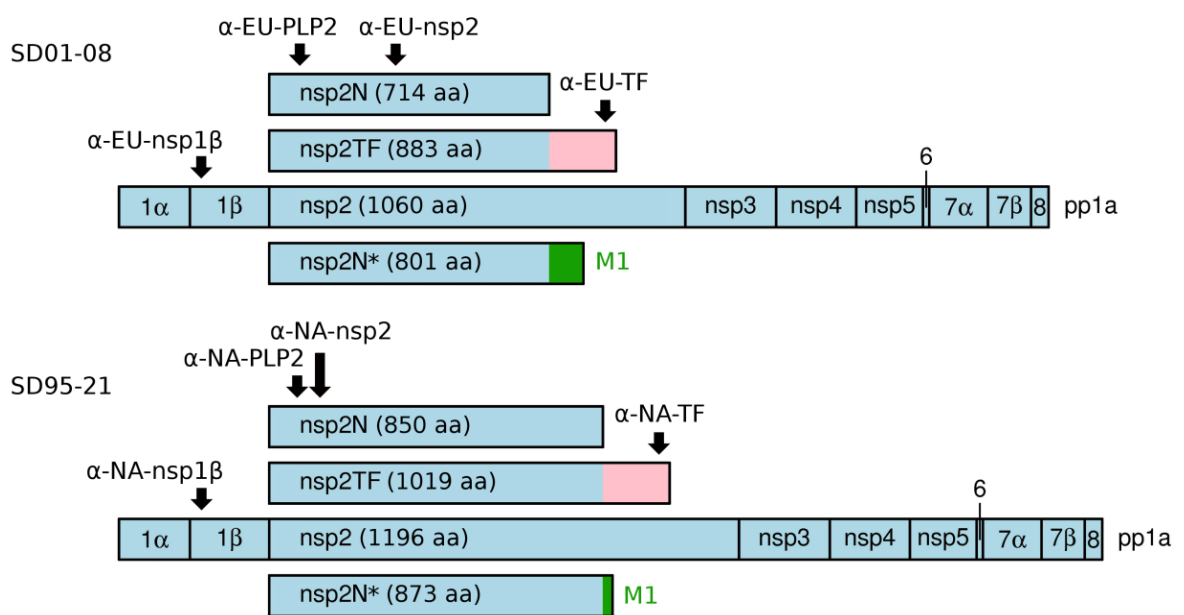 α-EU-PLP2 α-EU-nsp2
SD01-08
nsp2N (714 aa) α-EU-TF
α-EU-nsp1β nsp2TF (883 aa)
6
1α 1β nsp2 (1060 aa) nsp3 nsp4 nsp5 7α 7β 8 pp1a
nsp2N* (801 aa) M1
α-NA-nsp2
α-NA-PLP2
SD95-21
nsp2N (850 aa) α-NA-TF
α-NA-nsp1β nsp2TF (1019 aa)
6
1α 1β nsp2 (1196 aa) nsp3 nsp4 nsp5 7α 7β 8 pp1a
nsp2N* (873 aa) M1